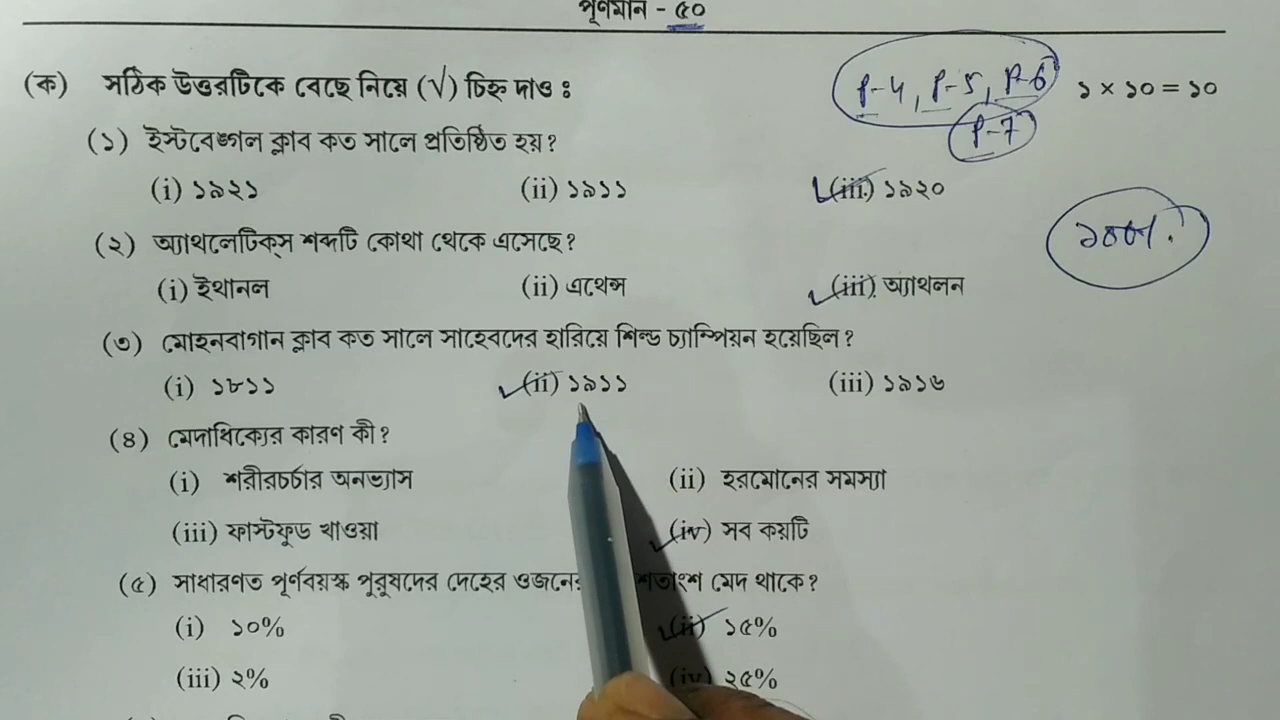 পূর্ণমান - ৫০
(ক) সঠিক উত্তরটিকে বেছে নিয়ে (√) চিহ্ন দাও ঃ P-4, P-5, P-6 ১ × ১০ = ১০
P-7
(১) ইস্টবেঙ্গল ক্লাব কত সালে প্রতিষ্ঠিত হয়?
(i) ১৯২১ (ii) ১৯১১ (iii) ১৯২০
(২) অ্যাথলেটিক্স শব্দটি কোথা থেকে এসেছে?
(i) ইথানল (ii) এথেন্স (iii) অ্যাথলন
(৩) মোহনবাগান ক্লাব কত সালে সাহেবদের হারিয়ে শিল্ড চ্যাম্পিয়ন হয়েছিল?
(i) ১৮১১ (ii) ১৯১১ (iii) ১৯১৬
(৪) মেদাধিক্যের কারণ কী?
(i) শরীরচর্চার অনভ্যাস (ii) হরমোনের সমস্যা
(iii) ফাস্টফুড খাওয়া (iv) সব কয়টি
(৫) সাধারণত পূর্ণবয়স্ক পুরুষদের দেহের ওজনের শতাংশ মেদ থাকে?
(i) ১০% (ii) ১৫%
(iii) ২% (iv) ২৫%